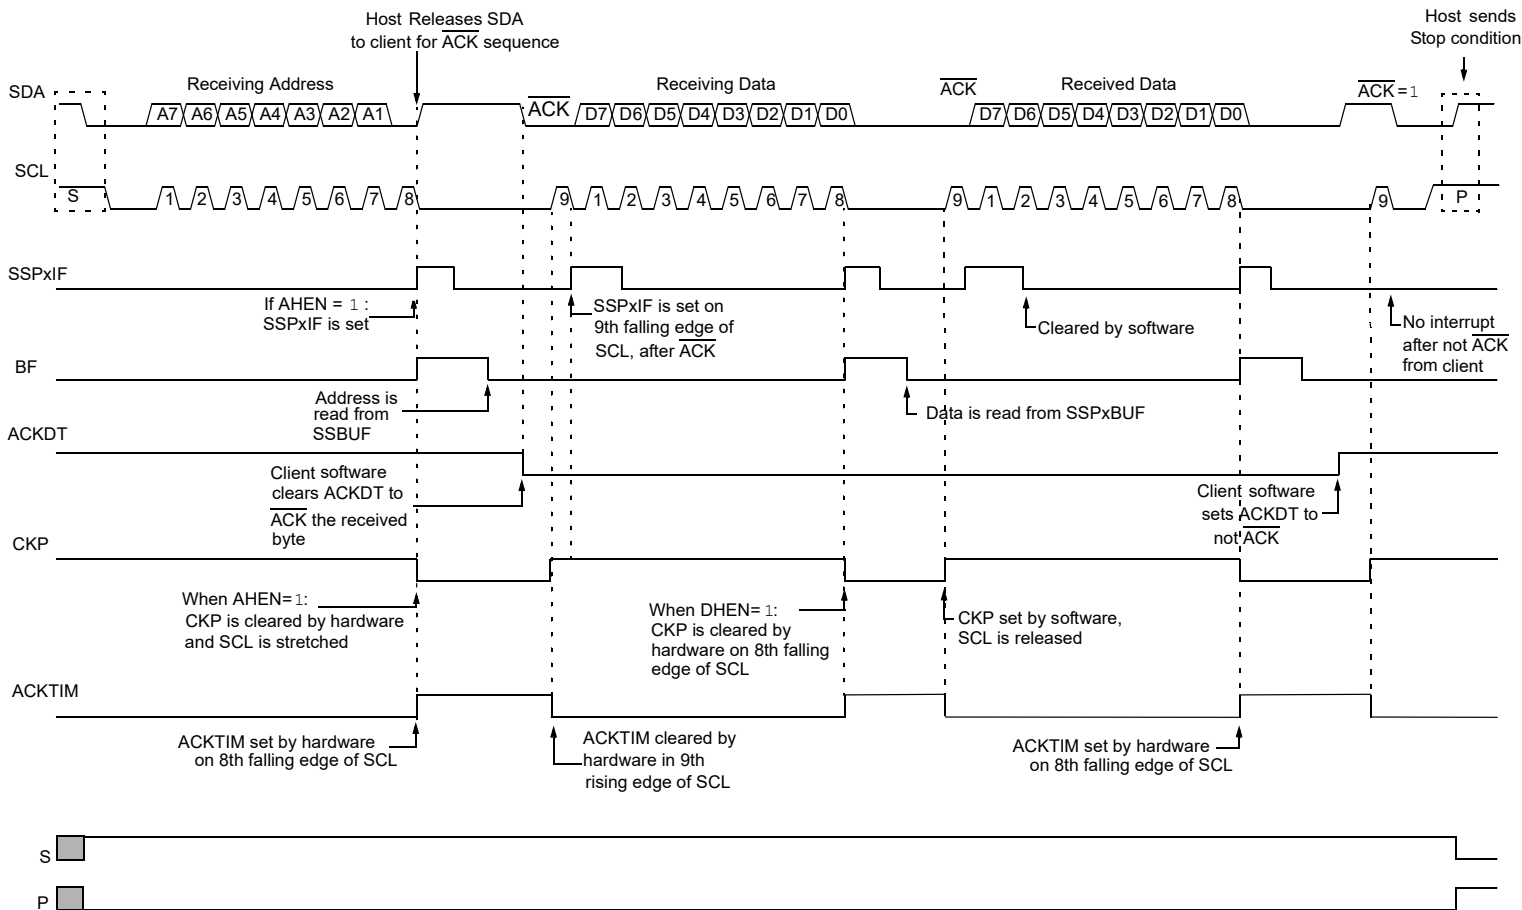 Host Releases SDA
to client for ACK sequence
Host sends
Stop condition
SDA
Receiving Address
ACK
Receiving Data
ACK
Received Data
ACK = 1
A7 A6 A5 A4 A3 A2 A1
D7 D6 D5 D4 D3 D2 D1 D0
D7 D6 D5 D4 D3 D2 D1 D0
SCL
S
1 2 3 4 5 6 7 8
9 1 2 3 4 5 6 7 8
9 1 2 3 4 5 6 7 8
9
P
SSPxIF
If AHEN = 1 :
SSPxIF is set
SSPxIF is set on
9th falling edge of
SCL, after ACK
Cleared by software
No interrupt
after not ACK
from client
BF
Address is
read from
SSBUF
Data is read from SSPxBUF
ACKDT
Client software
clears ACKDT to
ACK the received
byte
Client software
sets ACKDT to
not ACK
CKP
When AHEN= 1:
CKP is cleared by hardware
and SCL is stretched
When DHEN= 1:
CKP is cleared by
hardware on 8th falling
edge of SCL
CKP set by software,
SCL is released
ACKTIM
ACKTIM set by hardware
on 8th falling edge of SCL
ACKTIM cleared by
hardware in 9th
rising edge of SCL
ACKTIM set by hardware
on 8th falling edge of SCL
S
P